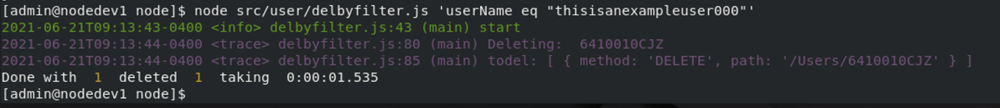 [admin@nodedev1 node]$ node src/user/delbyfilter.js 'userName eq "thisisanexampleuser000"'
2021-06-21T09:13:43-0400 <info> delbyfilter.js:43 (main) start
2021-06-21T09:13:44-0400 <trace> delbyfilter.js:80 (main) Deleting:  6410010CJZ
2021-06-21T09:13:44-0400 <trace> delbyfilter.js:85 (main) todel: [ { method: 'DELETE', path: '/Users/6410010CJZ' } ]
Done with  1  deleted  1  taking  0:00:01.535
[admin@nodedev1 node]$